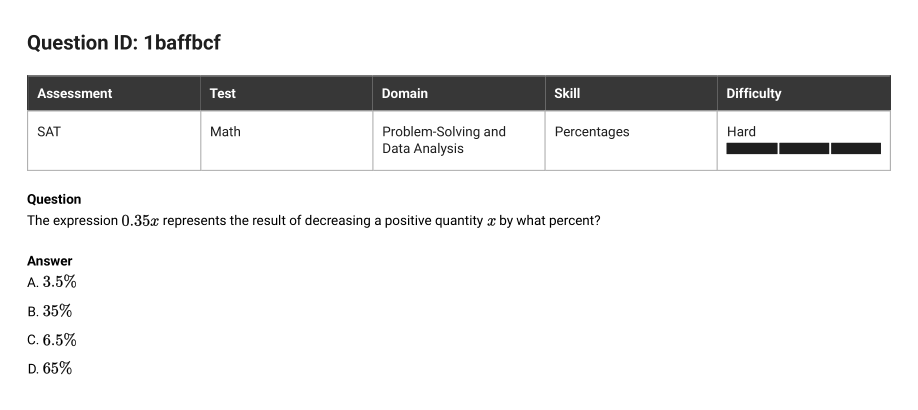 Question ID: 1baffbcf
Assessment Test Domain Skill Difficulty
SAT Math Problem-Solving and Percentages Hard
Data Analysis
Question
The expression 0.35x represents the result of decreasing a positive quantity x by what percent?
Answer
A. 3.5%
B. 35%
C. 6.5%
D. 65%